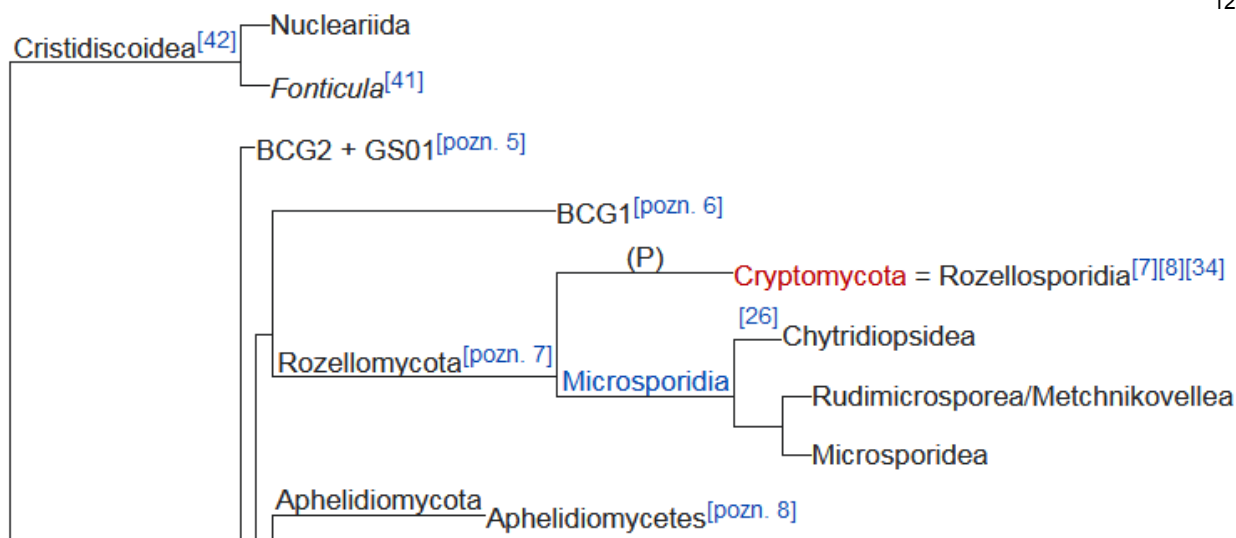 12
Nucleariida
Cristidiscoidea[42]
Fonticula[41]
BCG2 + GS01[pozn. 5]
BCG1[pozn. 6]
(P)
Cryptomycota = Rozellosporidia[7][8][34]
[26]
Chytridiopsidea
Rozellomycota[pozn. 7]
Microsporidia
Rudimicrosporea/Metchnikovellea
Microsporidea
Aphelidiomycota
Aphelidiomycetes[pozn. 8]